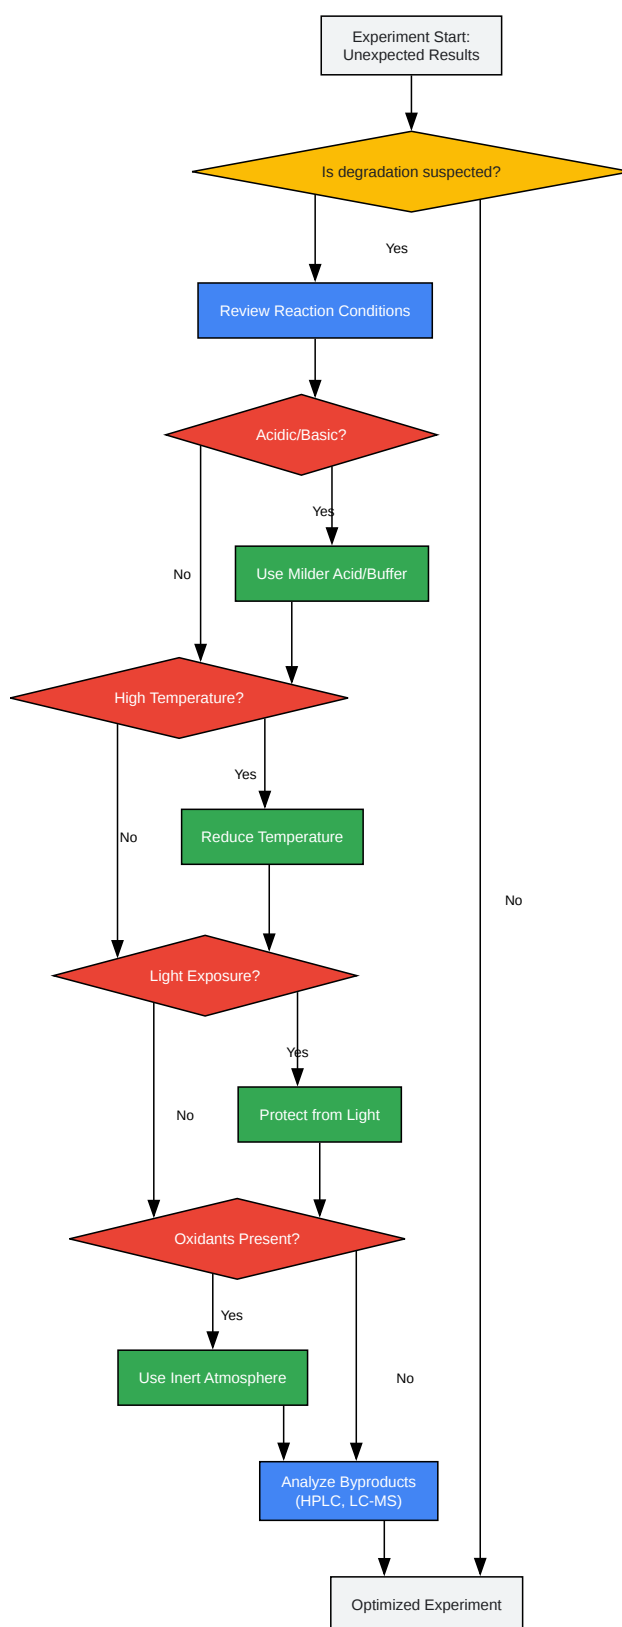 Experiment Start:
Unexpected Results
Is degradation suspected?
Yes
Review Reaction Conditions
Acidic/Basic?
Yes
No
Use Milder Acid/Buffer
High Temperature?
Yes
No
Reduce Temperature
No
Light Exposure?
Yes
No
Protect from Light
Oxidants Present?
Yes
Use Inert Atmosphere
No
Analyze Byproducts
(HPLC, LC-MS)
Optimized Experiment